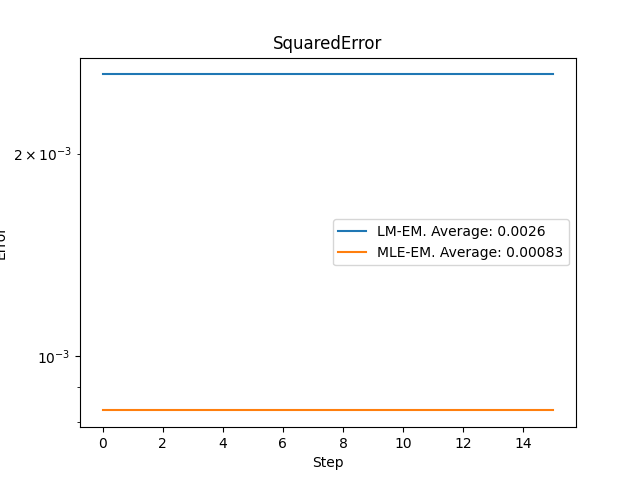 SquaredError
2 × 10⁻³
10⁻³
Error
LM-EM. Average: 0.0026
MLE-EM. Average: 0.00083
0 2 4 6 8 10 12 14
Step